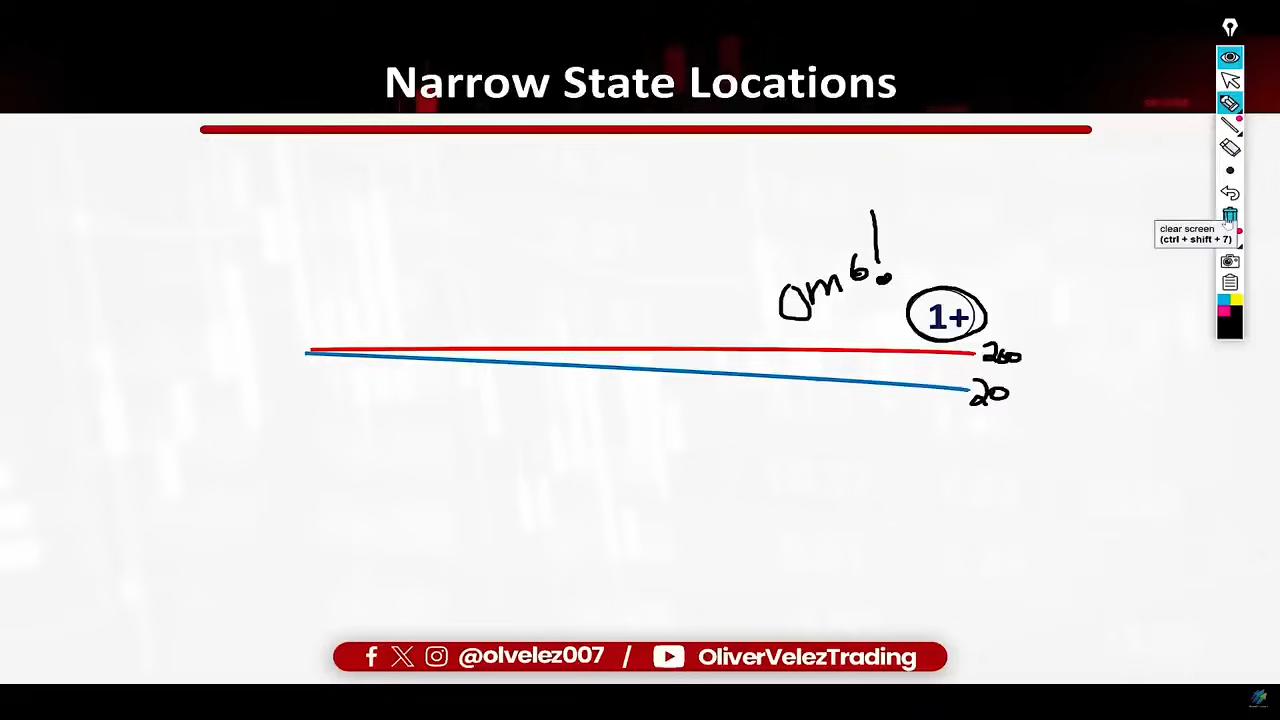 Narrow State Locations
clear screen
(ctrl + shift + 7)
OMG!
1+
200
20
@olvelez007 / OliverVelezTrading